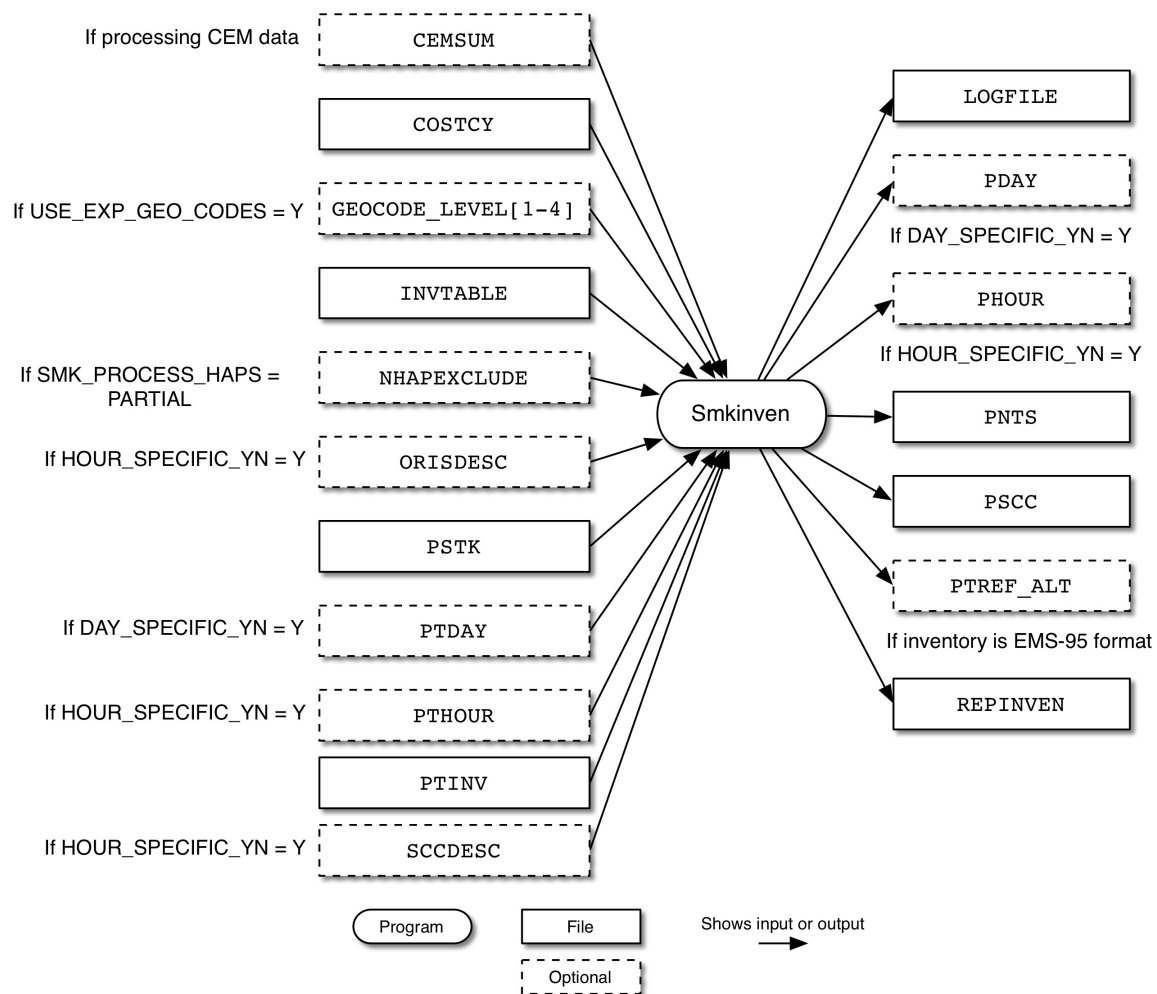 If processing CEM data
CEMSUM
COSTCY
If USE_EXP_GEO_CODES = Y
GEOCODE_LEVEL[1-4]
INVTABLE
If SMK_PROCESS_HAPS =
PARTIAL
NHAPEXCLUDE
If HOUR_SPECIFIC_YN = Y
ORISDESC
PSTK
If DAY_SPECIFIC_YN = Y
PTDAY
If HOUR_SPECIFIC_YN = Y
PTHOUR
PTINV
If HOUR_SPECIFIC_YN = Y
SCCDESC
Smkinven
LOGFILE
PDAY
If DAY_SPECIFIC_YN = Y
PHOUR
If HOUR_SPECIFIC_YN = Y
PNTS
PSCC
PTREF_ALT
If inventory is EMS-95 format
REPINVEN
Program
File
Optional
Shows input or output